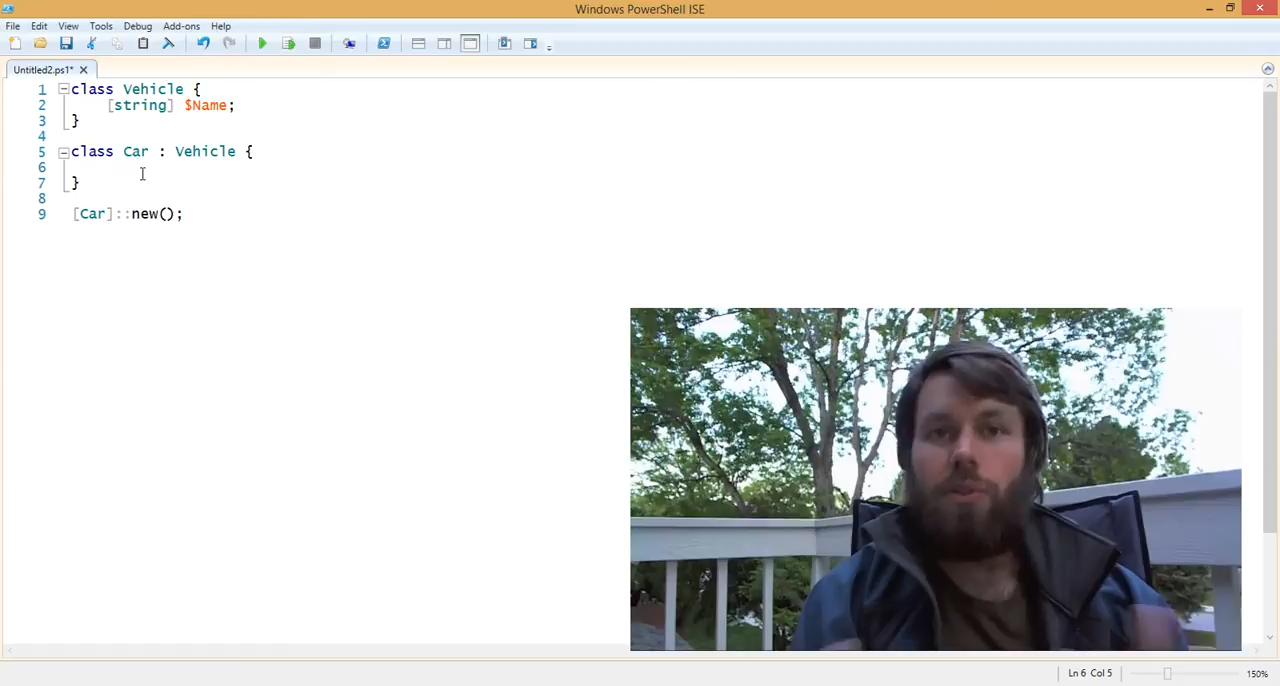 Windows PowerShell ISE
File Edit View Tools Debug Add-ons Help
Untitled2.ps1*
1 class Vehicle {
2 [string] $Name;
3 }
4
5 class Car : Vehicle {
6
7 }
8
9 [Car]::new();
Ln 6 Col 5
150%